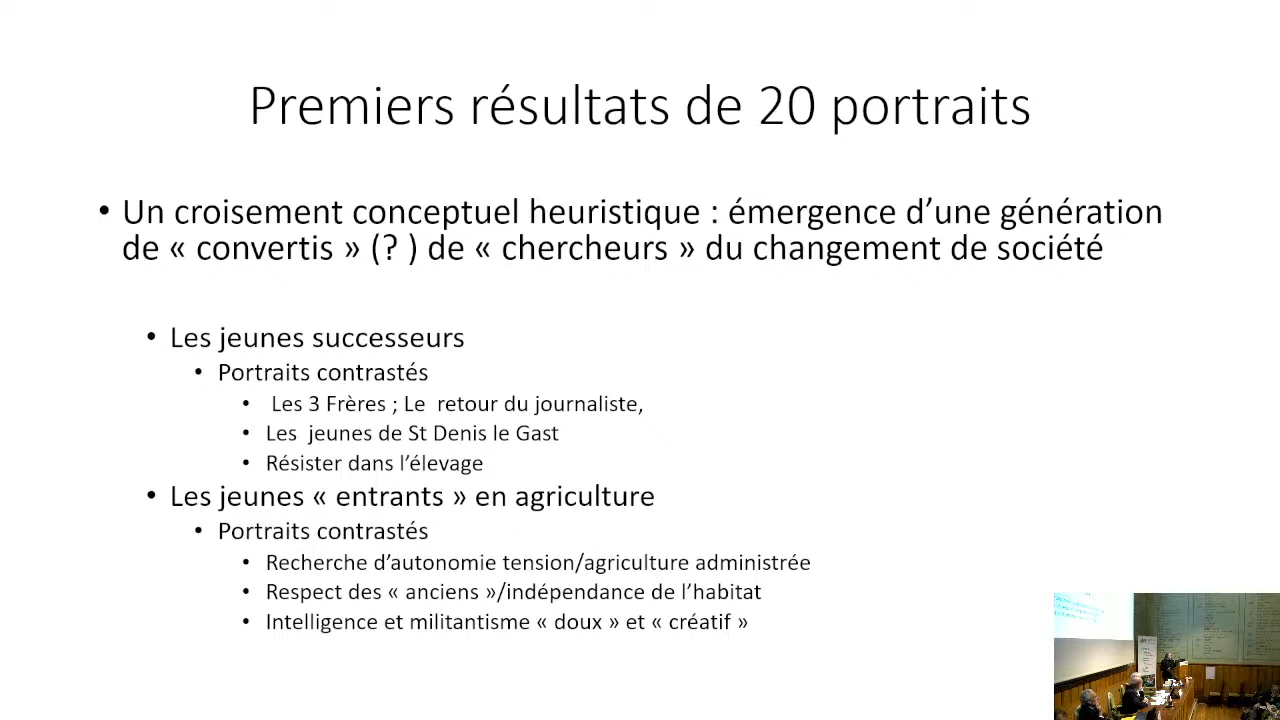 Premiers résultats de 20 portraits
• Un croisement conceptuel heuristique : émergence d’une génération
de « convertis » (? ) de « chercheurs » du changement de société
• Les jeunes successeurs
• Portraits contrastés
• Les 3 Frères ; Le retour du journaliste,
• Les jeunes de St Denis le Gast
• Résister dans l’élevage
• Les jeunes « entrants » en agriculture
• Portraits contrastés
• Recherche d’autonomie tension/agriculture administrée
• Respect des « anciens »/indépendance de l’habitat
• Intelligence et militantisme « doux » et « créatif »